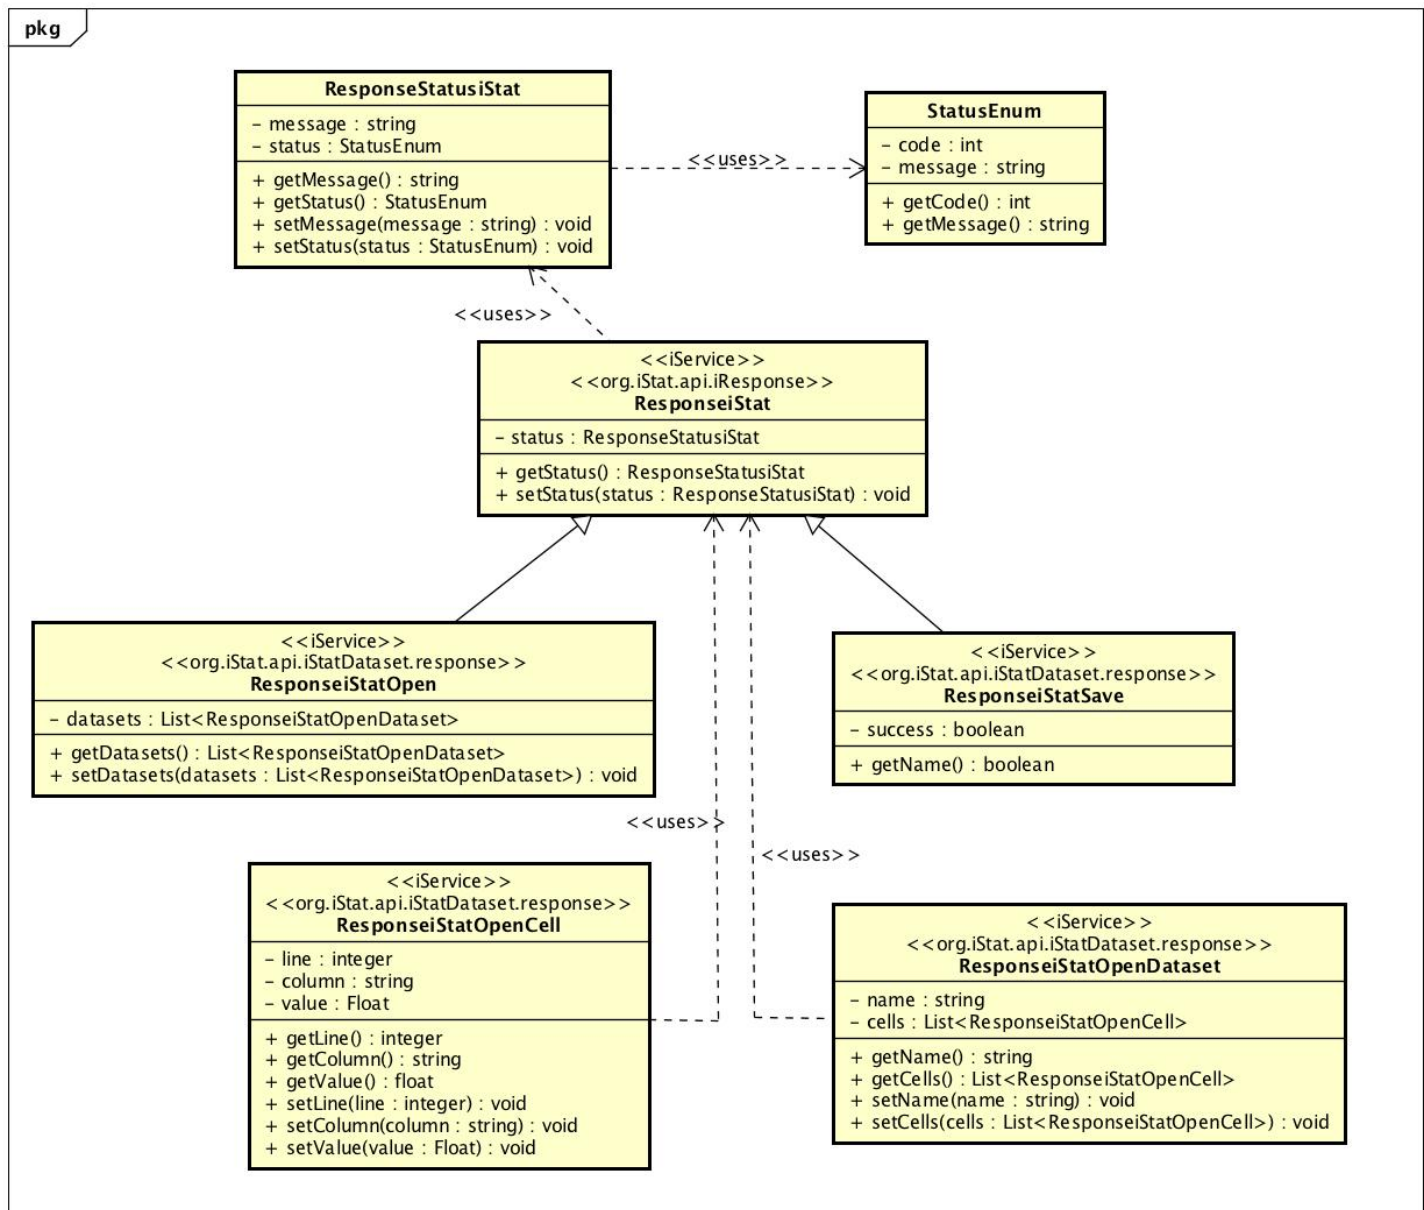 pkg
ResponseStatusiStat
– message : string
– status : StatusEnum
+ getMessage() : string
+ getStatus() : StatusEnum
+ setMessage(message : string) : void
+ setStatus(status : StatusEnum) : void
<<uses>>
StatusEnum
– code : int
– message : string
+ getCode() : int
+ getMessage() : string
<<uses>>
<<iService>>
<<org.iStat.api.iResponse>>
ResponseiStat
– status : ResponseStatusiStat
+ getStatus() : ResponseStatusiStat
+ setStatus(status : ResponseStatusiStat) : void
<<iService>>
<<org.iStat.api.iStatDataset.response>>
ResponseiStatOpen
– datasets : List<ResponseiStatOpenDataset>
+ getDatasets() : List<ResponseiStatOpenDataset>
+ setDatasets(datasets : List<ResponseiStatOpenDataset>) : void
<<iService>>
<<org.iStat.api.iStatDataset.response>>
ResponseiStatSave
– success : boolean
+ getName() : boolean
<<uses>>
<<uses>>
<<iService>>
<<org.iStat.api.iStatDataset.response>>
ResponseiStatOpenCell
– line : integer
– column : string
– value : Float
+ getLine() : integer
+ getColumn() : string
+ getValue() : float
+ setLine(line : integer) : void
+ setColumn(column : string) : void
+ setValue(value : Float) : void
<<iService>>
<<org.iStat.api.iStatDataset.response>>
ResponseiStatOpenDataset
– name : string
– cells : List<ResponseiStatOpenCell>
+ getName() : string
+ getCells() : List<ResponseiStatOpenCell>
+ setName(name : string) : void
+ setCells(cells : List<ResponseiStatOpenCell>) : void